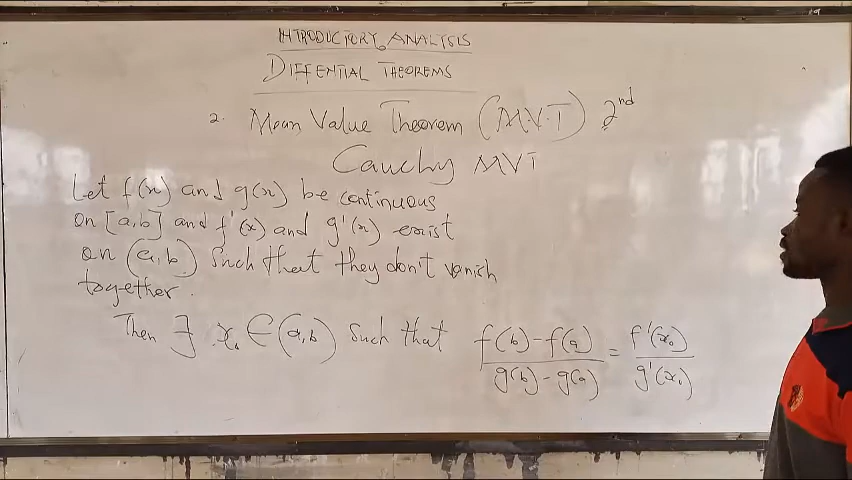 INTRODUCTORY ANALYSIS
DIFFENTIAL THEOREMS
2. Mean Value Theorem (M.V.T) 2nd
Cauchy MVT
Let f(x) and g(x) be continuous
on [a,b] and f'(x) and g'(x) exist
on (a,b) such that they don't vanish
together.
Then ∃ x₀ ∈ (a,b) such that f(b)-f(a)/g(b)-g(a) = f'(x₀)/g'(x₀)